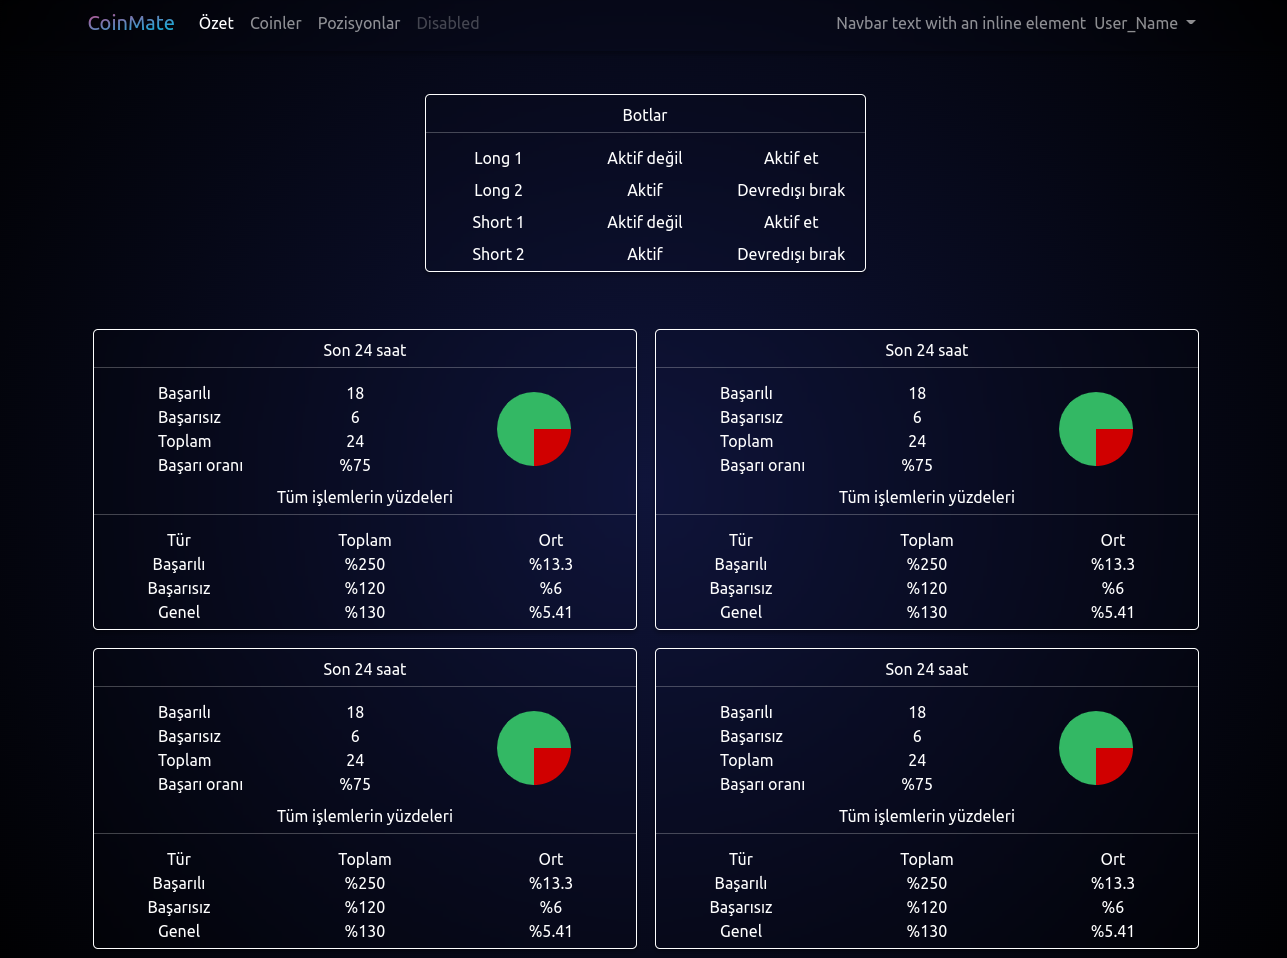 CoinMate Özet Coinler Pozisyonlar Disabled Navbar text with an inline element User_Name
Botlar
Long 1 Aktif değil Aktif et
Long 2 Aktif Devredışı bırak
Short 1 Aktif değil Aktif et
Short 2 Aktif Devredışı bırak
Son 24 saat
Başarılı 18
Başarısız 6
Toplam 24
Başarı oranı %75
Tüm işlemlerin yüzdeleri
Tür Toplam Ort
Başarılı %250 %13.3
Başarısız %120 %6
Genel %130 %5.41
Son 24 saat
Başarılı 18
Başarısız 6
Toplam 24
Başarı oranı %75
Tüm işlemlerin yüzdeleri
Tür Toplam Ort
Başarılı %250 %13.3
Başarısız %120 %6
Genel %130 %5.41
Son 24 saat
Başarılı 18
Başarısız 6
Toplam 24
Başarı oranı %75
Tüm işlemlerin yüzdeleri
Tür Toplam Ort
Başarılı %250 %13.3
Başarısız %120 %6
Genel %130 %5.41
Son 24 saat
Başarılı 18
Başarısız 6
Toplam 24
Başarı oranı %75
Tüm işlemlerin yüzdeleri
Tür Toplam Ort
Başarılı %250 %13.3
Başarısız %120 %6
Genel %130 %5.41